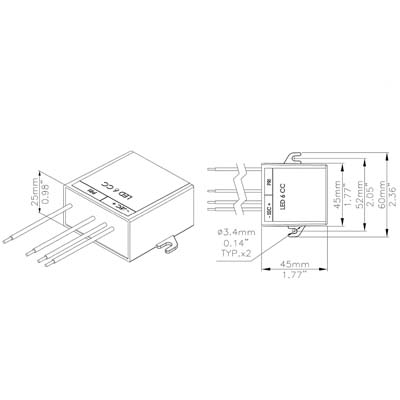 25mm
0.98"
PRI
LED 6 CC
- SEC +
PRI
- SEC +
LED 6 CC
45mm
1.77"
52mm
2.05"
60mm
2.36"
ø3.4mm
0.14"
TYP.x2
45mm
1.77"